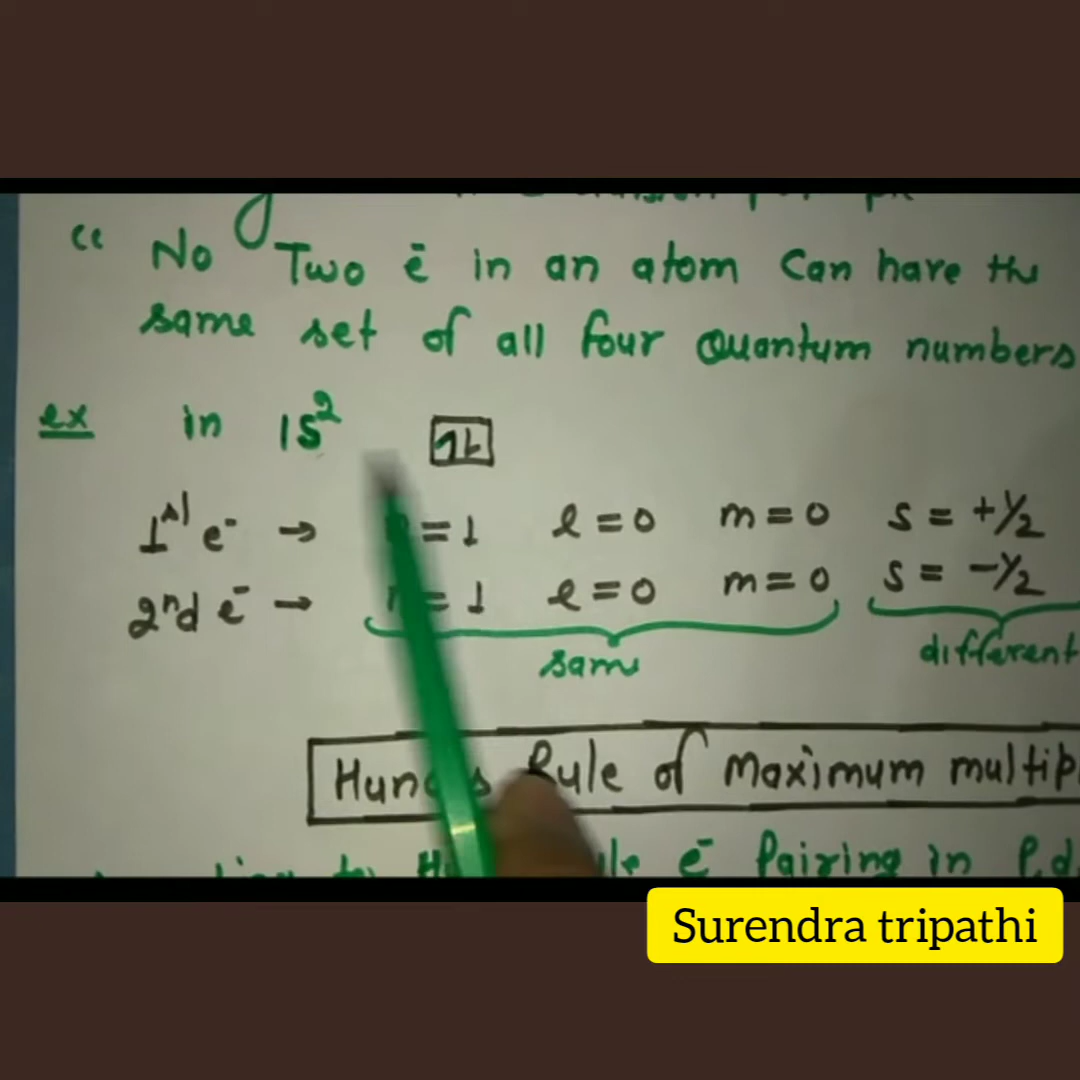 “ No Two ē in an atom can have the
same set of all four Quantum numbers
ex in 1s² 1L
1st e⁻ → n=1 l=0 m=0 s=+½
2nd e⁻ → n=1 l=0 m=0 s=-½
same different
Rule of Maximum
ē Pairing in P,d
Surendra tripathi